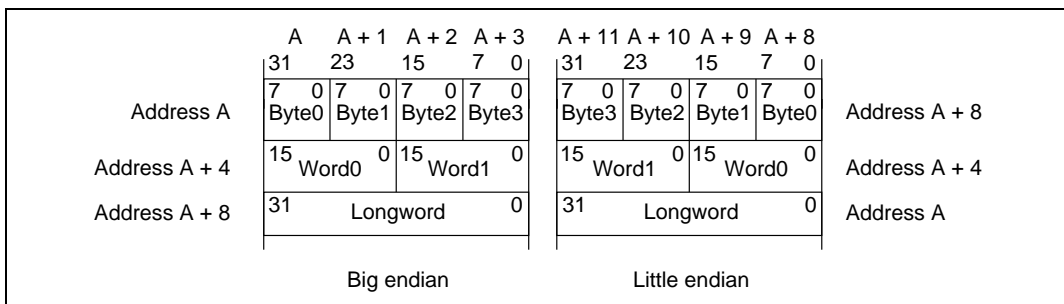 A A + 1 A + 2 A + 3 A + 11 A + 10 A + 9 A + 8
31 23 15 7 0 31 23 15 7 0
7 0 7 0 7 0 7 0 7 0 7 0 7 0 7 0
Address A Byte0 Byte1 Byte2 Byte3 Byte3 Byte2 Byte1 Byte0 Address A + 8
15 0 15 0 15 0 15 0
Address A + 4 Word0 Word1 Word1 Word0 Address A + 4
Address A + 8 31 Longword 0 31 Longword 0 Address A
Big endian Little endian